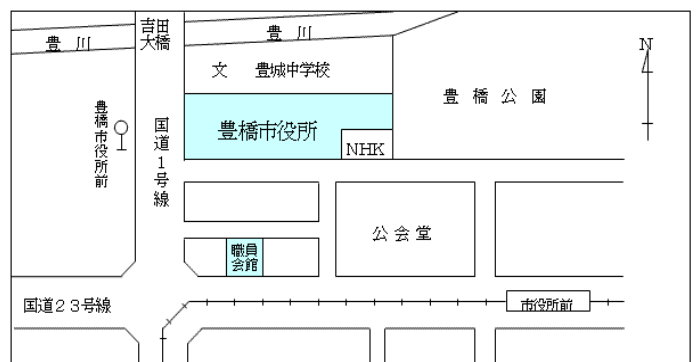 吉田
大橋
豊 川
豊 川
N
文 豊城中学校
豊橋公園
豊橋市役所前
国道1号線
豊橋市役所
NHK
公会堂
職員
会館
国道23号線
市役所前